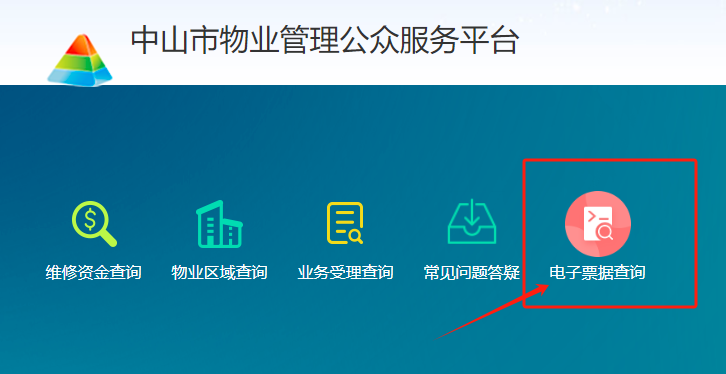 中山市物业管理公众服务平台
维修资金查询
物业区域查询
业务受理查询
常见问题答疑
电子票据查询